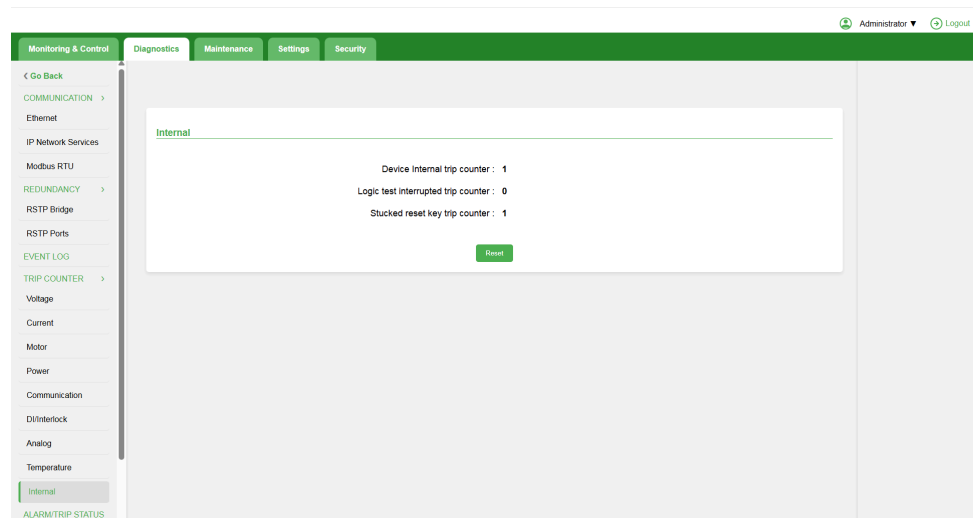 Administrator ▼ Logout
Monitoring & Control Diagnostics Maintenance Settings Security
Go Back
COMMUNICATION
Ethernet
IP Network Services
Modbus RTU
REDUNDANCY
RSTP Bridge
RSTP Ports
EVENT LOG
TRIP COUNTER
Voltage
Current
Motor
Power
Communication
DI/Interlock
Analog
Temperature
Internal
ALARM/TRIP STATUS
Internal
Device Internal trip counter : 1
Logic test interrupted trip counter : 0
Stucked reset key trip counter : 1
Reset